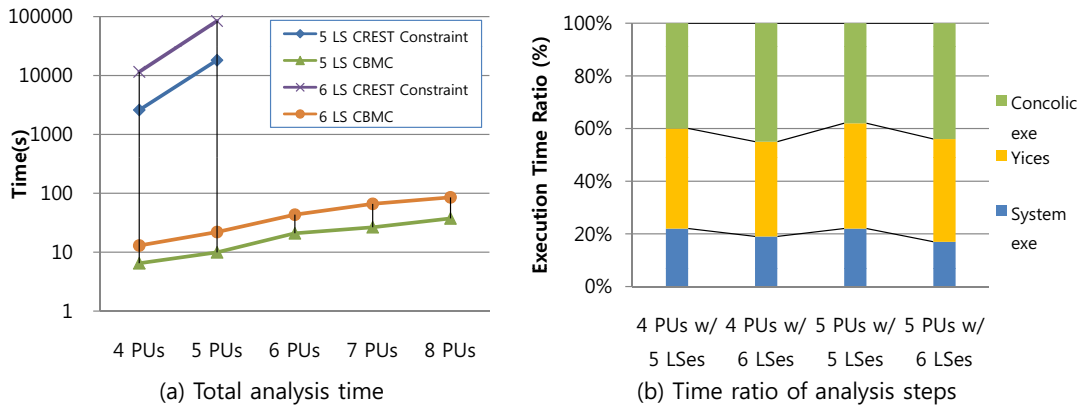 100000
10000
1000
100
10
1
Time(s)
5 LS CREST Constraint
5 LS CBMC
6 LS CREST Constraint
6 LS CBMC
4 PUs
5 PUs
6 PUs
7 PUs
8 PUs
(a) Total analysis time
100%
80%
60%
40%
20%
0%
Execution Time Ratio (%)
Concolic
exe
Yices
System
exe
4 PUs w/
5 LSes
4 PUs w/
6 LSes
5 PUs w/
5 LSes
5 PUs w/
6 LSes
(b) Time ratio of analysis steps